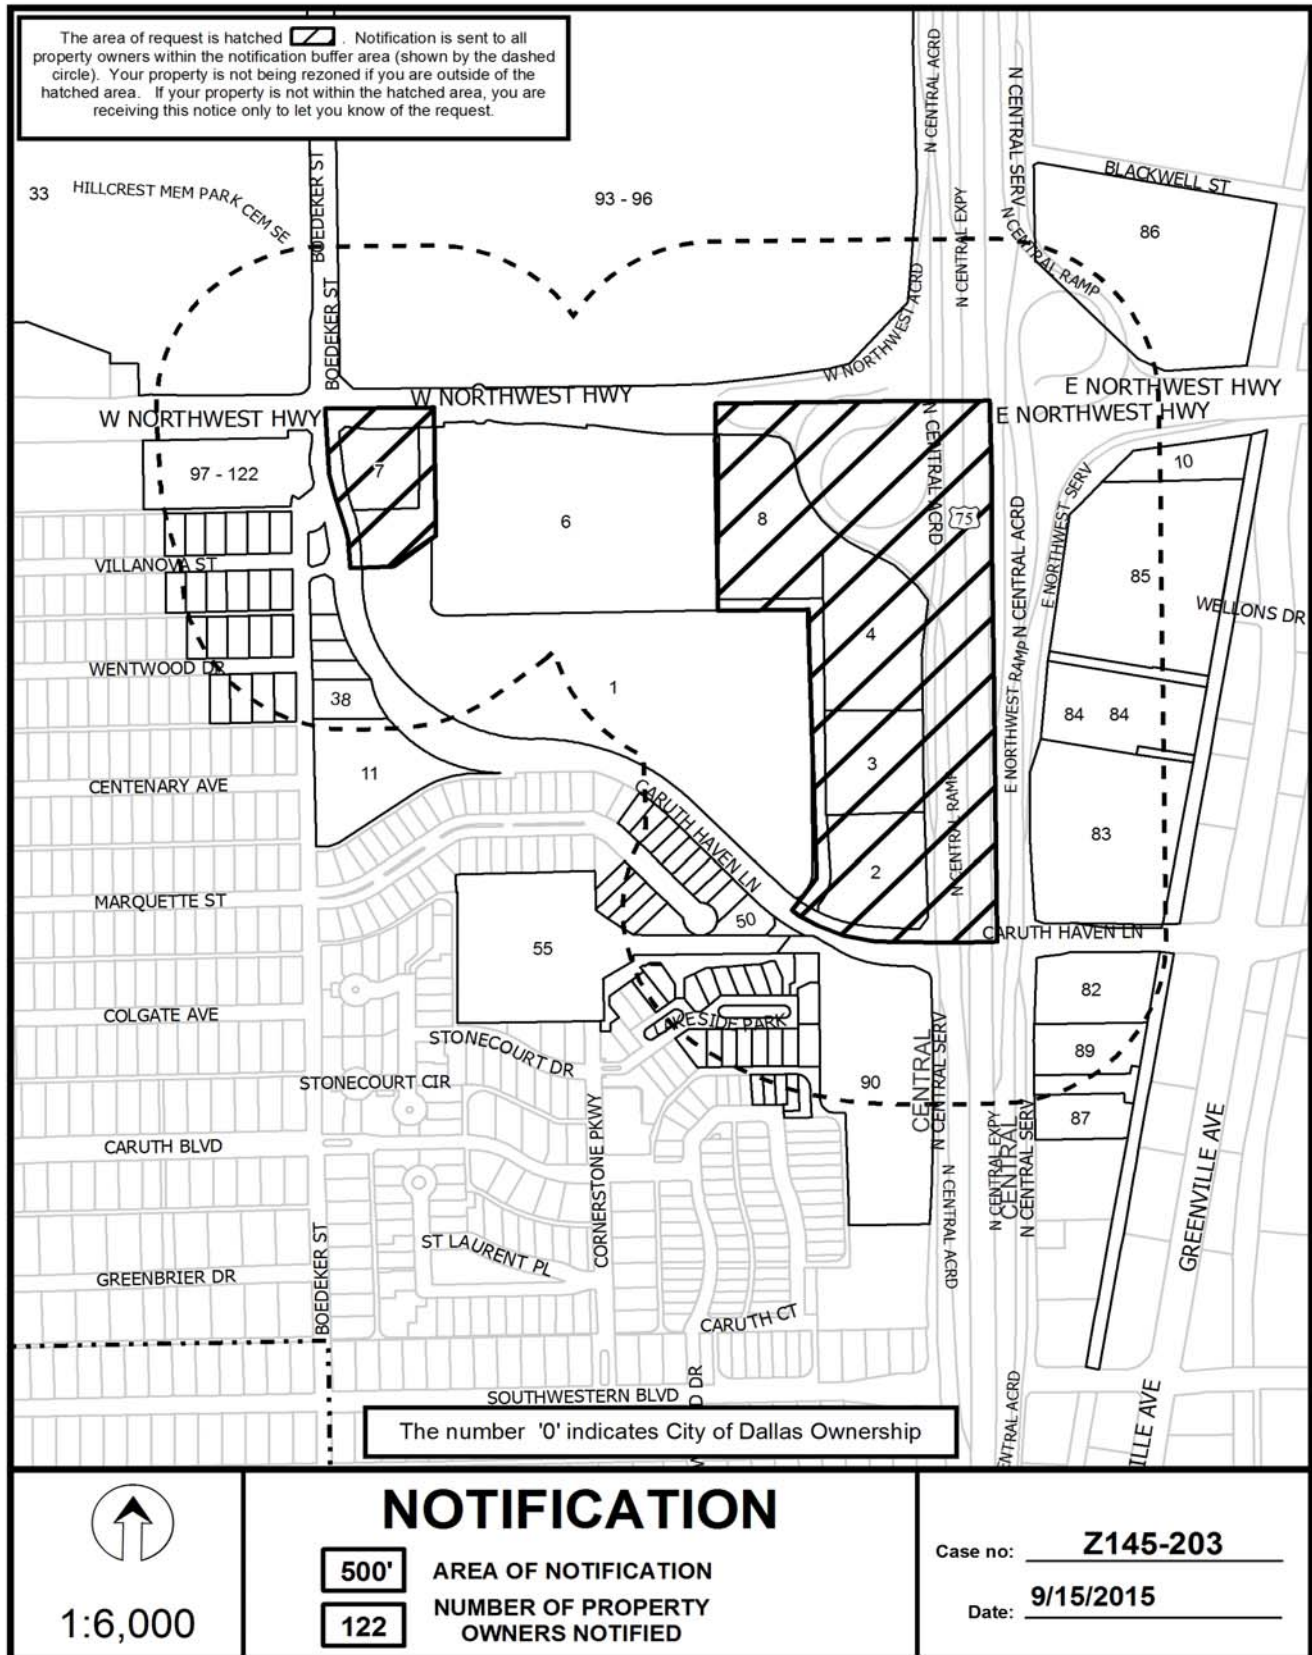 The area of request is hatched . Notification is sent to all
property owners within the notification buffer area (shown by the dashed
circle). Your property is not being rezoned if you are outside of the
hatched area. If your property is not within the hatched area, you are
receiving this notice only to let you know of the request.
N CENTRAL ACRD
N CENTRAL SERV
BLACKWELL ST
33
HILLCREST MEM PARK CEM SE
BOEDEKER ST
93 - 96
N CENTRAL EXPY
86
N CENTRAL RAMP
BOEDEKER ST
W NORTHWEST ACRD
W NORTHWEST HWY
W NORTHWEST HWY
E NORTHWEST HWY
E NORTHWEST HWY
97 - 122
7
6
8
N CENTRAL ACRD
75
10
E NORTHWEST SERV
85
VILLANOVA ST
N CENTRAL ACRD
WELLONS DR
WENTWOOD DR
4
1
38
E NORTHWEST RAMP
84
84
11
3
CENTENARY AVE
CARUTH HAVEN LN
N CENTRAL RAMP
83
2
MARQUETTE ST
50
CARUTH HAVEN LN
55
82
COLGATE AVE
LAKESIDE PARK
STONECOURT DR
CENTRAL
N CENTRAL SERV
89
STONECOURT CIR
90
87
CARUTH BLVD
CORNERSTONE PKWY
N CENTRAL EXPY
CENTRAL
N CENTRAL SERV
GREENVILLE AVE
N CENTRAL ACRD
ST LAURENT PL
GREENBRIER DR
BOEDEKER ST
CARUTH CT
SOUTHWESTERN BLVD
D DR
NTRAL ACRD
ILLE AVE
The number '0' indicates City of Dallas Ownership
1:6,000
NOTIFICATION
500' AREA OF NOTIFICATION
122 NUMBER OF PROPERTY
OWNERS NOTIFIED
Case no: Z145-203
Date: 9/15/2015